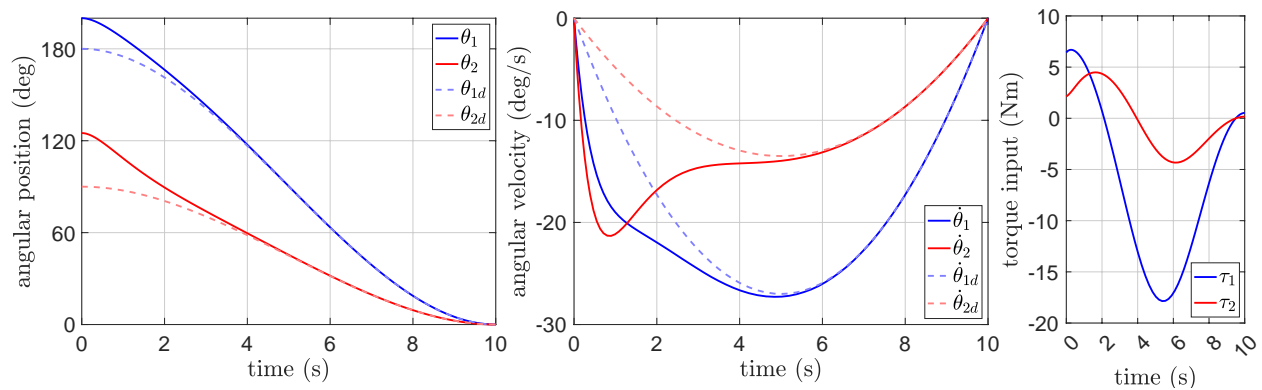 angular position (deg)
180
120
60
0
0 2 4 6 8 10
time (s)
θ₁
θ₂
θ₁d
θ₂d
angular velocity (deg/s)
0
-10
-20
-30
0 2 4 6 8 10
time (s)
θ̇₁
θ̇₂
θ̇₁d
θ̇₂d
torque input (Nm)
10
5
0
-5
-10
-15
-20
0 2 4 6 8 10
time (s)
τ₁
τ₂